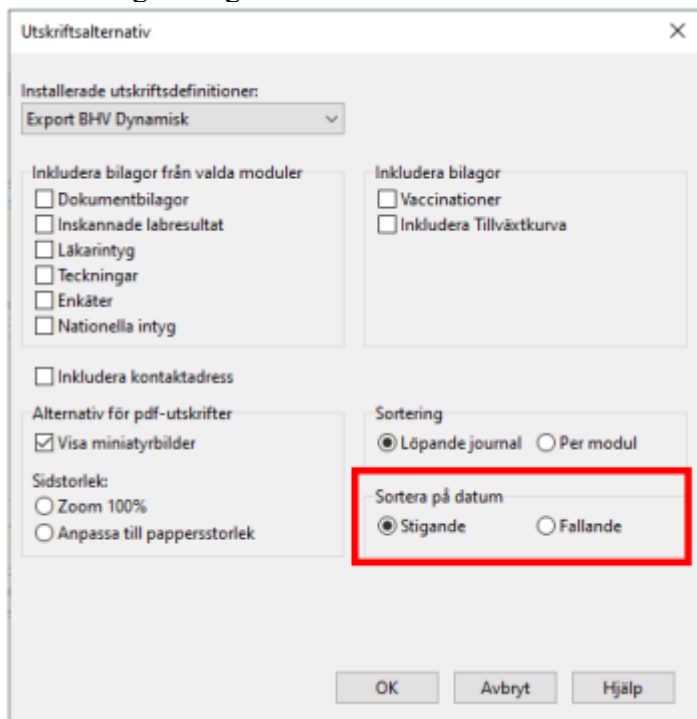 Utskriftsalternativ
Installerade utskriftsdefinitioner:
Export BHV Dynamisk
Inkludera bilagor från valda moduler
Dokumentbilagor
Inskannade labresultat
Läkarintyg
Teckningar
Enkäter
Nationella intyg
Inkludera bilagor
Vaccinationer
Inkludera Tillväxtkurva
Inkludera kontaktadress
Alternativ för pdf-utskrifter
Visa miniatyrbilder
Sidstorlek:
Zoom 100%
Anpassa till pappersstorlek
Sortering
Löpande journal Per modul
Sortera på datum
Stigande Fallande
OK Avbryt Hjälp